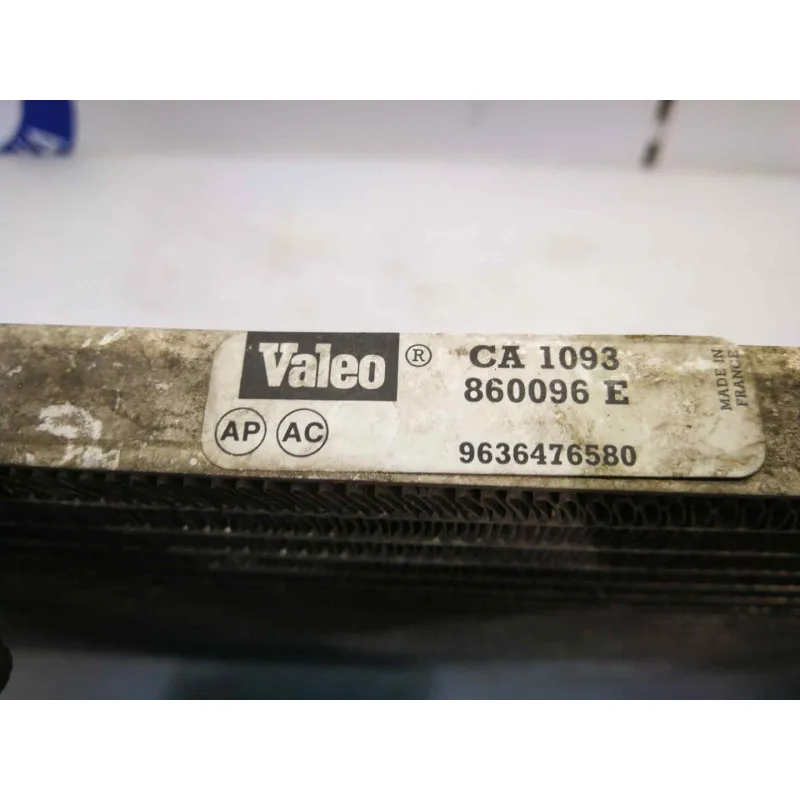 Valeo ® CA 1093
860096 E
AP AC 9636476580
MADE IN
FRANCE